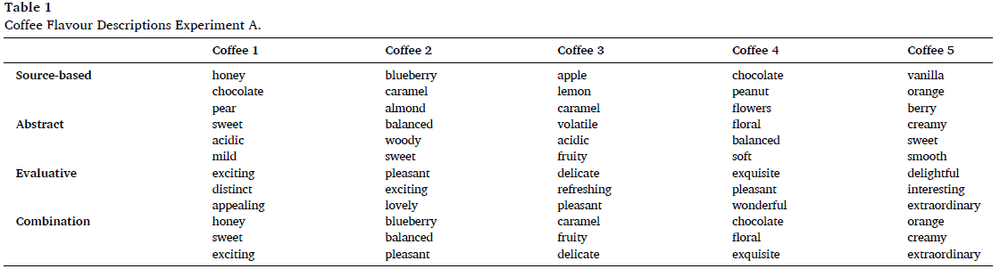 Table 1
Coffee Flavour Descriptions Experiment A.
Coffee 1 Coffee 2 Coffee 3 Coffee 4 Coffee 5
Source-based honey blueberry apple chocolate vanilla
chocolate caramel lemon peanut orange
pear almond caramel flowers berry
Abstract sweet balanced volatile floral creamy
acidic woody acidic balanced sweet
mild sweet fruity soft smooth
Evaluative exciting pleasant delicate exquisite delightful
distinct exciting refreshing pleasant interesting
appealing lovely pleasant wonderful extraordinary
Combination honey blueberry caramel chocolate orange
sweet balanced fruity floral creamy
exciting pleasant delicate exquisite extraordinary